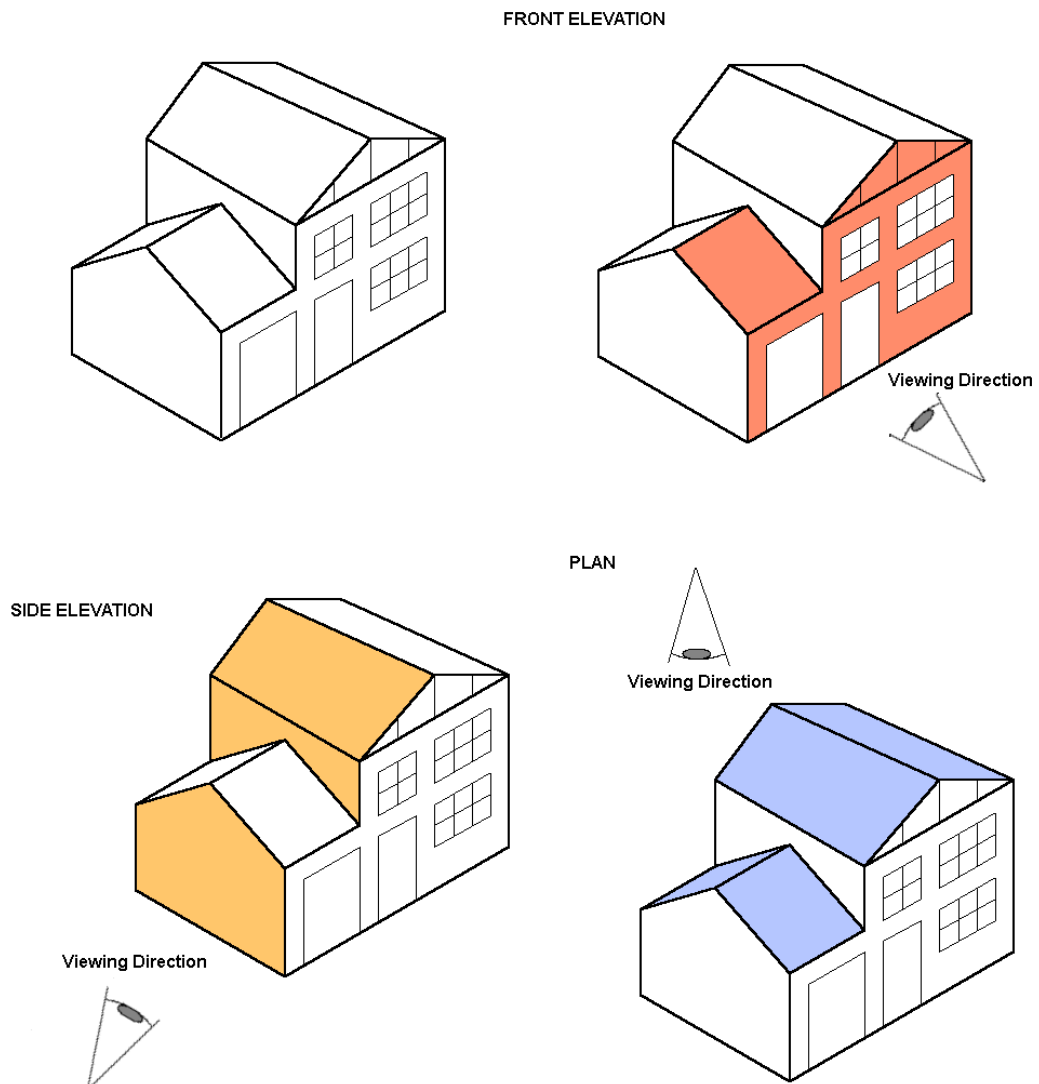 FRONT ELEVATION
Viewing Direction
PLAN
SIDE ELEVATION
Viewing Direction
Viewing Direction